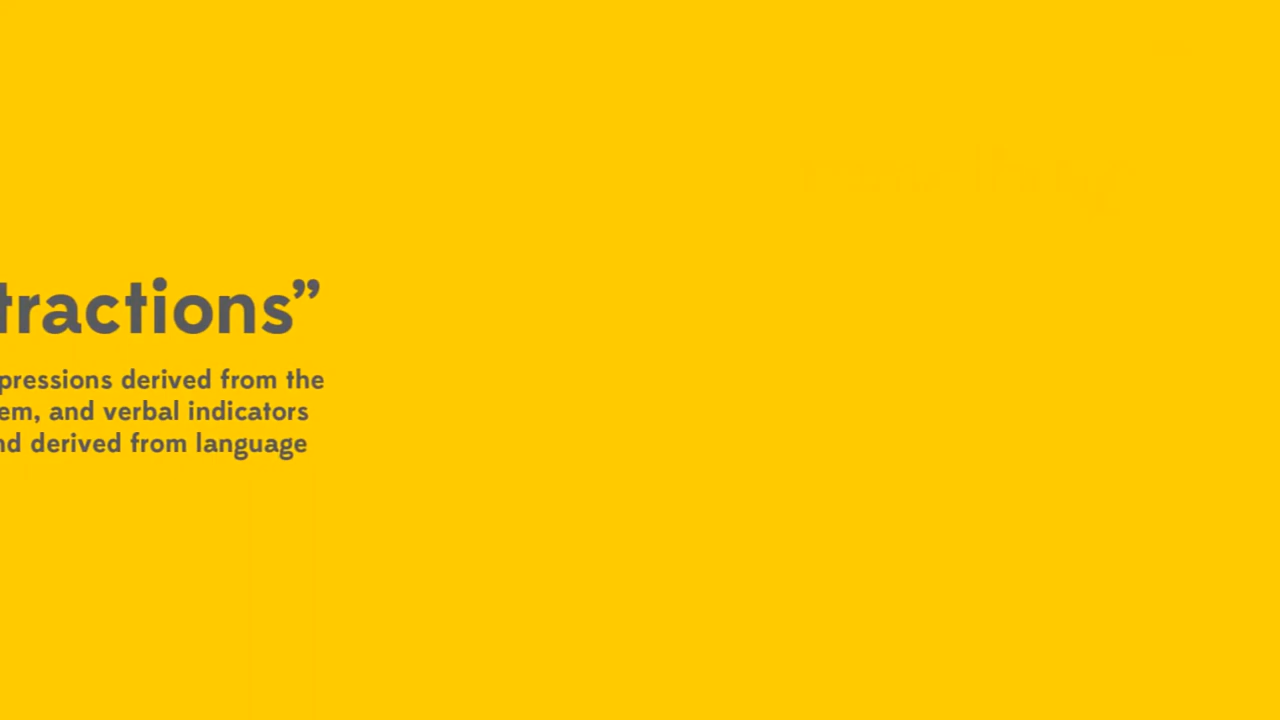 tractions”
pressions derived from the
em, and verbal indicators
nd derived from language